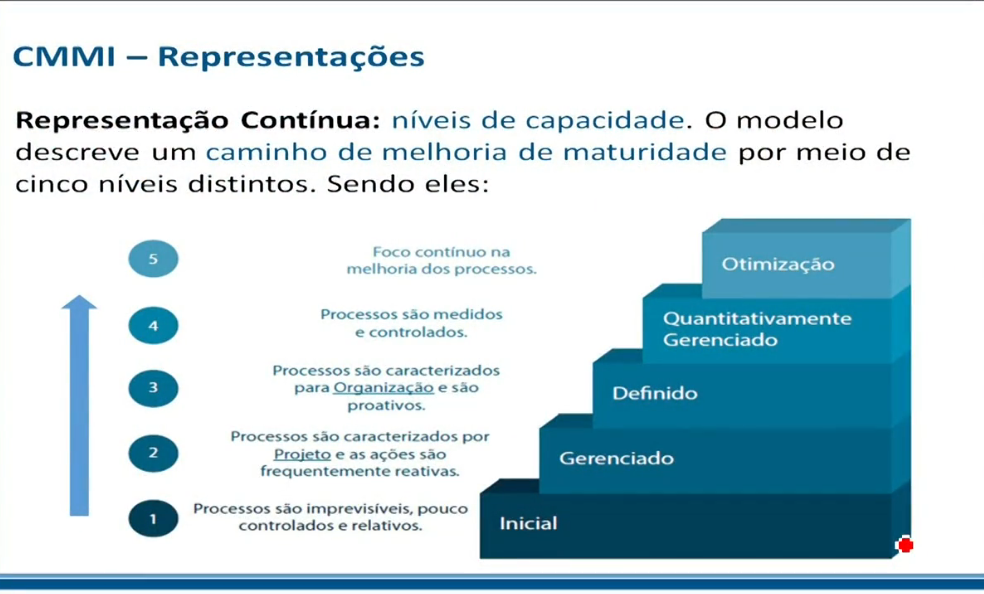 CMMI – Representações
Representação Contínua: níveis de capacidade. O modelo
descreve um caminho de melhoria de maturidade por meio de
cinco níveis distintos. Sendo eles:
5
Foco contínuo na
melhoria dos processos.
Otimização
4
Processos são medidos
e controlados.
Quantitativamente
Gerenciado
3
Processos são caracterizados
para Organização e são
proativos.
Definido
2
Processos são caracterizados por
Projeto e as ações são
frequentemente reativas.
Gerenciado
1
Processos são imprevisíveis, pouco
controlados e relativos.
Inicial